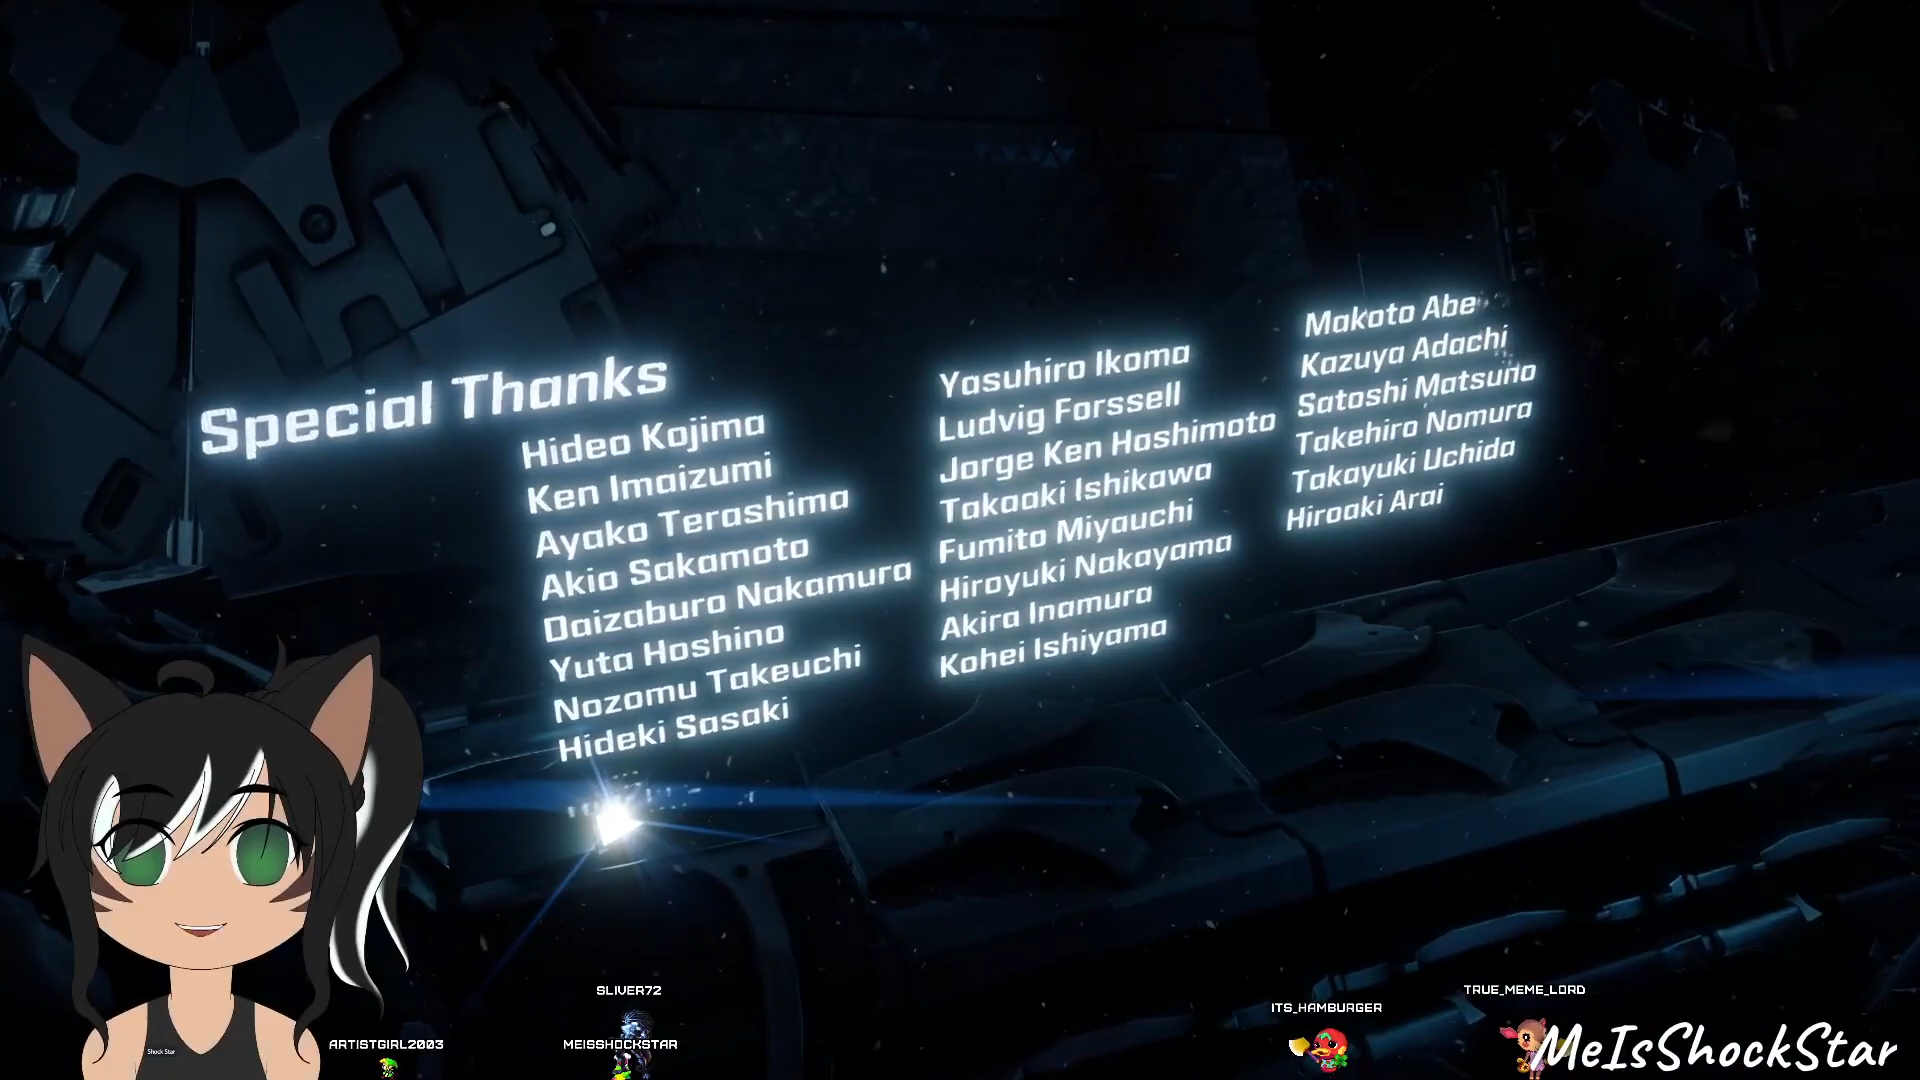 Special Thanks
Hideo Kojima
Ken Imaizumi
Ayako Terashima
Akio Sakamoto
Daizaburo Nakamura
Yuta Hoshino
Nozomu Takeuchi
Hideki Sasaki
Yasuhiro Ikoma
Ludvig Forssell
Jorge Ken Hashimoto
Takaaki Ishikawa
Fumito Miyauchi
Hiroyuki Nakayama
Akira Inamura
Kohei Ishiyama
Makoto Abe
Kazuya Adachi
Satoshi Matsuno
Takehiro Nomura
Takayuki Uchida
Hiroaki Arai
Shock Star
ARTISTGIRL2003
SLIVER72
MEISSHOCKSTAR
ITS_HAMBURGER
TRUE_MEME_LORD
MeIsShockStar